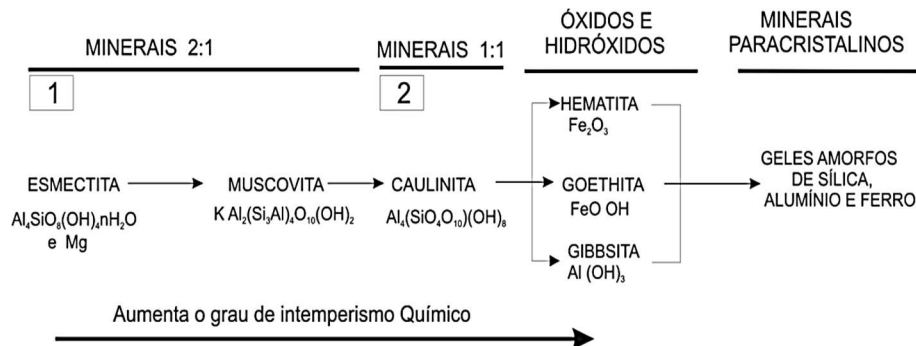 MINERAIS 2:1
MINERAIS 1:1
ÓXIDOS E
HIDRÓXIDOS
MINERAIS
PARACRISTALINOS
1
2
ESMECTITA
Al₄SiO₈(OH)₄nH₂O
e Mg
MUSCOVITA
K Al₂(Si₃Al)₄O₁₀(OH)₂
CAULINITA
Al₄(SiO₄O₁₀)(OH)₈
HEMATITA
Fe₂O₃
GOETHITA
FeO OH
GIBBSITA
Al (OH)₃
GELES AMORFOS
DE SÍLICA,
ALUMÍNIO E FERRO
Aumenta o grau de intemperismo Químico